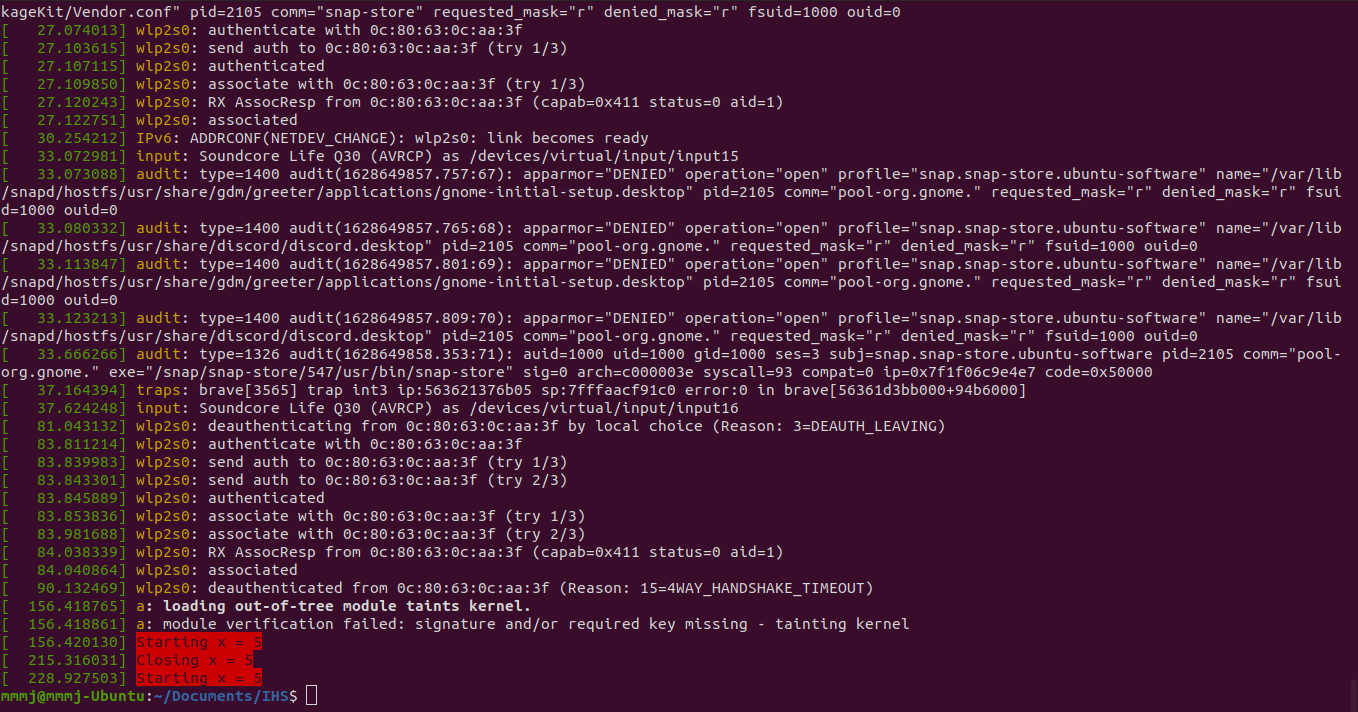 kageKit/Vendor.conf" pid=2105 comm="snap-store" requested_mask="r" denied_mask="r" fsuid=1000 ouid=0
[   27.074013] wlp2s0: authenticate with 0c:80:63:0c:aa:3f
[   27.103615] wlp2s0: send auth to 0c:80:63:0c:aa:3f (try 1/3)
[   27.107115] wlp2s0: authenticated
[   27.109850] wlp2s0: associate with 0c:80:63:0c:aa:3f (try 1/3)
[   27.120243] wlp2s0: RX AssocResp from 0c:80:63:0c:aa:3f (capab=0x411 status=0 aid=1)
[   27.122751] wlp2s0: associated
[   30.254212] IPv6: ADDRCONF(NETDEV_CHANGE): wlp2s0: link becomes ready
[   33.072981] input: Soundcore Life Q30 (AVRCP) as /devices/virtual/input/input15
[   33.073088] audit: type=1400 audit(1628649857.757:67): apparmor="DENIED" operation="open" profile="snap.snap-store.ubuntu-software" name="/var/lib
/snapd/hostfs/usr/share/gdm/greeter/applications/gnome-initial-setup.desktop" pid=2105 comm="pool-org.gnome." requested_mask="r" denied_mask="r" fsui
d=1000 ouid=0
[   33.080332] audit: type=1400 audit(1628649857.765:68): apparmor="DENIED" operation="open" profile="snap.snap-store.ubuntu-software" name="/var/lib
/snapd/hostfs/usr/share/discord/discord.desktop" pid=2105 comm="pool-org.gnome." requested_mask="r" denied_mask="r" fsuid=1000 ouid=0
[   33.113847] audit: type=1400 audit(1628649857.801:69): apparmor="DENIED" operation="open" profile="snap.snap-store.ubuntu-software" name="/var/lib
/snapd/hostfs/usr/share/gdm/greeter/applications/gnome-initial-setup.desktop" pid=2105 comm="pool-org.gnome." requested_mask="r" denied_mask="r" fsui
d=1000 ouid=0
[   33.123213] audit: type=1400 audit(1628649857.809:70): apparmor="DENIED" operation="open" profile="snap.snap-store.ubuntu-software" name="/var/lib
/snapd/hostfs/usr/share/discord/discord.desktop" pid=2105 comm="pool-org.gnome." requested_mask="r" denied_mask="r" fsuid=1000 ouid=0
[   33.666266] audit: type=1326 audit(1628649858.353:71): auid=1000 uid=1000 gid=1000 ses=3 subj=snap.snap-store.ubuntu-software pid=2105 comm="pool-
org.gnome." exe="/snap/snap-store/547/usr/bin/snap-store" sig=0 arch=c000003e syscall=93 compat=0 ip=0x7f1f06c9e4e7 code=0x50000
[   37.164394] traps: brave[3565] trap int3 ip:563621376b05 sp:7fffaacf91c0 error:0 in brave[56361d3bb000+94b6000]
[   37.624248] input: Soundcore Life Q30 (AVRCP) as /devices/virtual/input/input16
[   81.043132] wlp2s0: deauthenticating from 0c:80:63:0c:aa:3f by local choice (Reason: 3=DEAUTH_LEAVING)
[   83.811214] wlp2s0: authenticate with 0c:80:63:0c:aa:3f
[   83.839983] wlp2s0: send auth to 0c:80:63:0c:aa:3f (try 1/3)
[   83.843301] wlp2s0: send auth to 0c:80:63:0c:aa:3f (try 2/3)
[   83.845889] wlp2s0: authenticated
[   83.853836] wlp2s0: associate with 0c:80:63:0c:aa:3f (try 1/3)
[   83.981688] wlp2s0: associate with 0c:80:63:0c:aa:3f (try 2/3)
[   84.038339] wlp2s0: RX AssocResp from 0c:80:63:0c:aa:3f (capab=0x411 status=0 aid=1)
[   84.040864] wlp2s0: associated
[   90.132469] wlp2s0: deauthenticated from 0c:80:63:0c:aa:3f (Reason: 15=4WAY_HANDSHAKE_TIMEOUT)
[  156.418765] a: loading out-of-tree module taints kernel.
[  156.418861] a: module verification failed: signature and/or required key missing - tainting kernel
[  156.420130] Starting x = 5
[  215.316031] Closing x = 5
[  228.927503] Starting x = 5
mmmj@mmmj-Ubuntu:~/Documents/IHS$